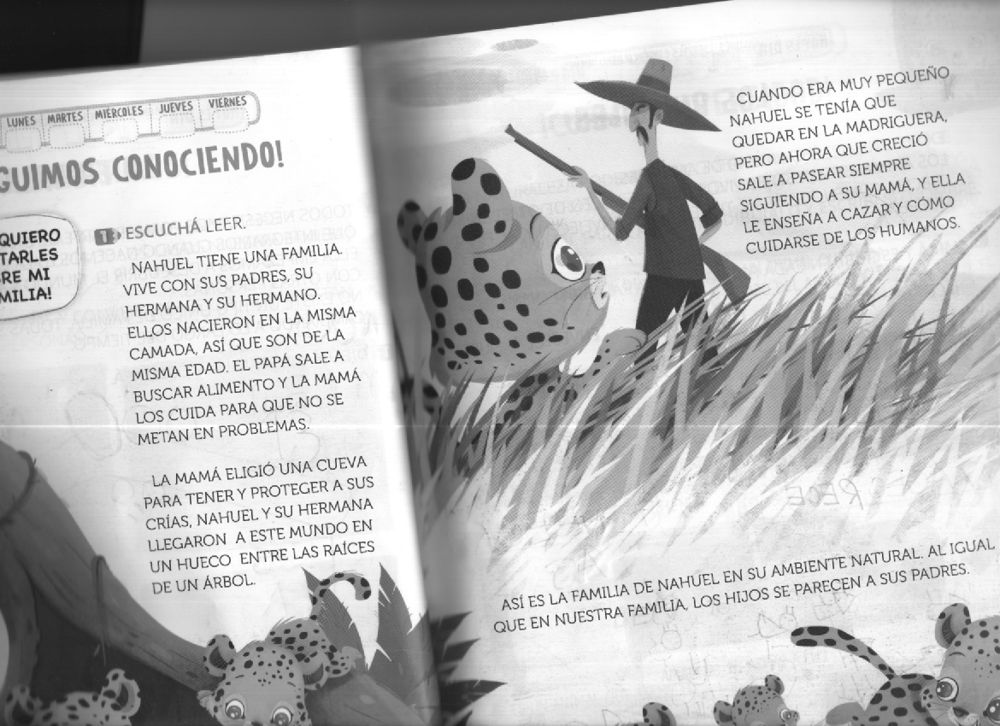 LUNES MARTES MIÉRCOLES JUEVES VIERNES
GUIMOS CONOCIENDO!
QUIERO
TARLES
RE MI
MILIA!
1 ESCUCHÁ LEER.
NAHUEL TIENE UNA FAMILIA.
VIVE CON SUS PADRES, SU
HERMANA Y SU HERMANO.
ELLOS NACIERON EN LA MISMA
CAMADA, ASÍ QUE SON DE LA
MISMA EDAD. EL PAPÁ SALE A
BUSCAR ALIMENTO Y LA MAMÁ
LOS CUIDA PARA QUE NO SE
METAN EN PROBLEMAS.
LA MAMÁ ELIGIÓ UNA CUEVA
PARA TENER Y PROTEGER A SUS
CRÍAS, NAHUEL Y SU HERMANA
LLEGARON A ESTE MUNDO EN
UN HUECO ENTRE LAS RAÍCES
DE UN ÁRBOL.
CUANDO ERA MUY PEQUEÑO
NAHUEL SE TENÍA QUE
QUEDAR EN LA MADRIGUERA,
PERO AHORA QUE CRECIÓ
SALE A PASEAR SIEMPRE
SIGUIENDO A SU MAMÁ, Y ELLA
LE ENSEÑA A CAZAR Y CÓMO
CUIDARSE DE LOS HUMANOS.
ASÍ ES LA FAMILIA DE NAHUEL EN SU AMBIENTE NATURAL. AL IGUAL
QUE EN NUESTRA FAMILIA, LOS HIJOS SE PARECEN A SUS PADRES.